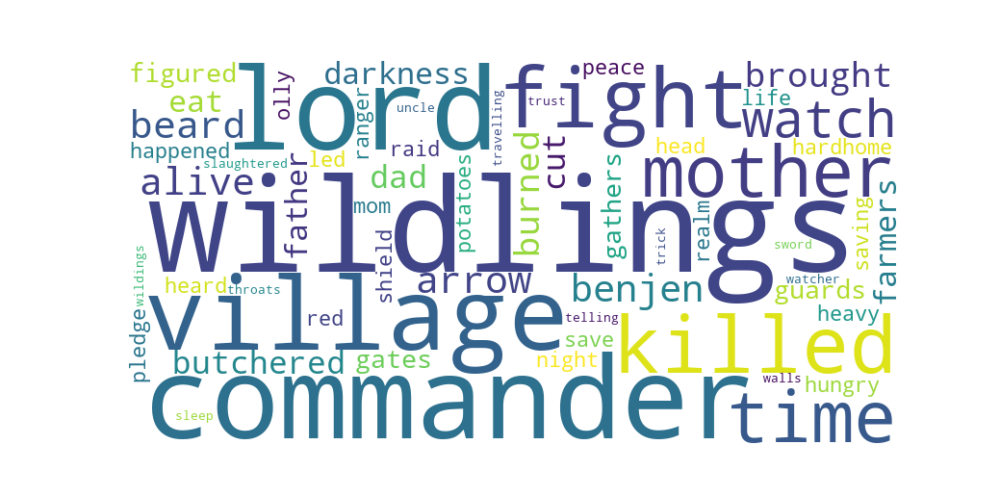 figured
olly
lord
darkness
uncle
travelling
fight
trust
peace
brought
eat
life
beard
ranger
watch
happened
slaughtered
led
raid
cut
head
hardhome
alive
father
dad
potatoes
burned
gathers
mother
mom
realm
saving
farmers
wildlings
shield
trick
sword
wildings
heard
throats
arrow
benjen
watcher
guards
village
red
telling
heavy
pledge
butchered
gates
save
night
killed
walls
hungry
commander
sleep
time